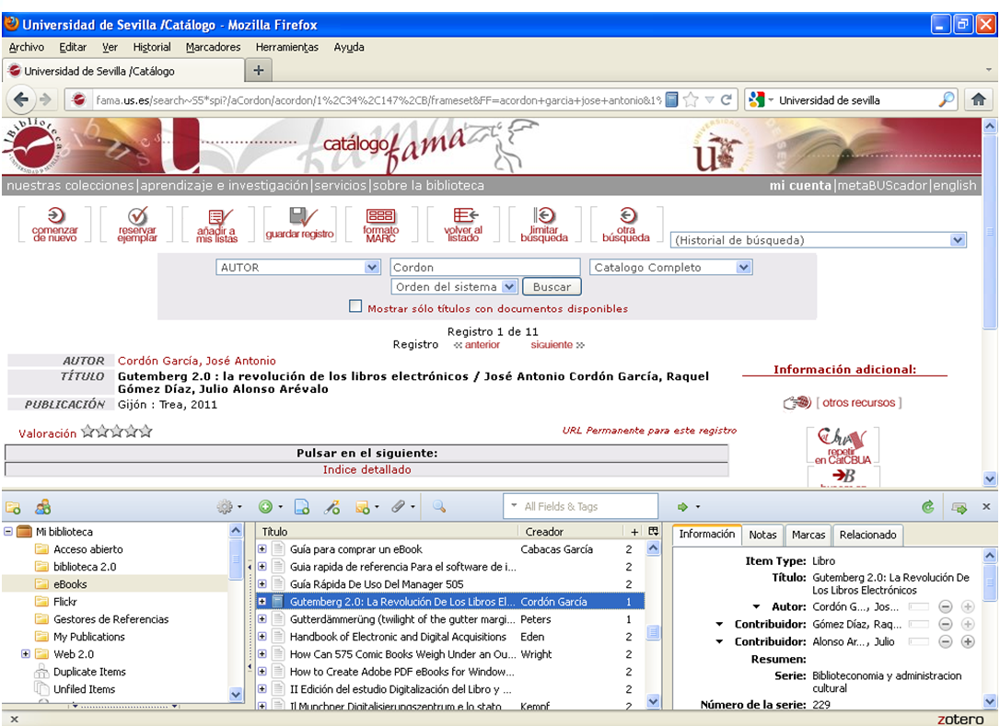 Universidad de Sevilla /Catálogo - Mozilla Firefox
Archivo Editar Ver Historial Marcadores Herramientas Ayuda
Universidad de Sevilla /Catálogo
fama.us.es/search~S5*spi?/aCordon/acordon/1%2C34%2C147%2CB/frameset&FF=acordon+garcia+jose+antonio&1%
Universidad de sevilla
Biblioteca
catálogo fama
nuestras colecciones|aprendizaje e investigación|servicios|sobre la biblioteca
mi cuenta|metaBUScador|english
comenzar de nuevo
reservar ejemplar
añadir a mis listas
guardar registro
formato MARC
volver al listado
limitar búsqueda
otra búsqueda
(Historial de búsqueda)
AUTOR Cordon Catalogo Completo
Orden del sistema Buscar
Mostrar sólo títulos con documentos disponibles
Registro 1 de 11
Registro anterior siguiente
AUTOR Cordón García, José Antonio
TÍTULO Gutemberg 2.0 : la revolución de los libros electrónicos / José Antonio Cordón García, Raquel
Gómez Díaz, Julio Alonso Arévalo
PUBLICACIÓN Gijón : Trea, 2011
Información adicional:
[ otros recursos ]
Valoración
URL Permanente para este registro
Pulsar en el siguiente:
Indice detallado
CatCBUA
repetir
en CatCBUA
All Fields & Tags
Mi biblioteca
Acceso abierto
biblioteca 2.0
eBooks
Flickr
Gestores de Referencias
My Publications
Web 2.0
Duplicate Items
Unfiled Items
Título Creador +
Guía para comprar un eBook Cabacas García 2
Guia rapida de referencia Para el software de i... 2
Guía Rápida De Uso Del Manager 505 2
Gutemberg 2.0: La Revolución De Los Libros El... Cordón García 1
Gutterdämmerüng (twilight of the gutter margi... Peters 1
Handbook of Electronic and Digital Acquisitions Eden 2
How Can 575 Comic Books Weigh Under an Ou... Wright 2
How to Create Adobe PDF eBooks for Window... 2
II Edición del estudio Digitalización del Libro y ... 2
Il Munchner Digitalisierungszentrum e lo stato Kempf 2
Información Notas Marcas Relacionado
Item Type: Libro
Título: Gutemberg 2.0: La Revolución De
Los Libros Electrónicos
Autor: Cordón G..., Jos...
Contribuidor: Gómez Díaz, Raq...
Contribuidor: Alonso Ar..., Julio
Resumen:
Serie: Biblioteconomia y administracion
cultural
Número de la serie: 229
zotero